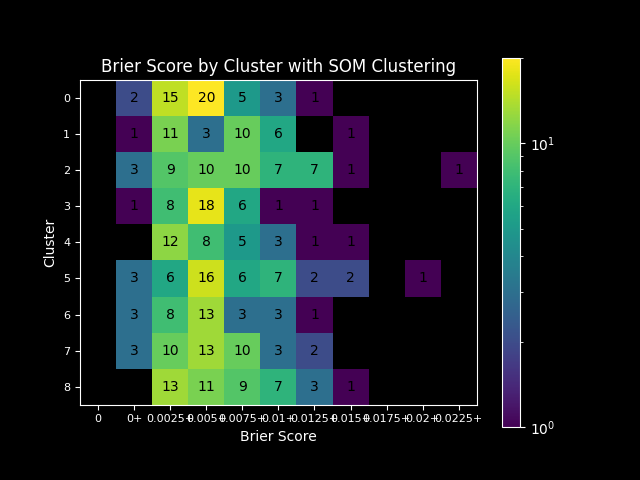 Brier Score by Cluster with SOM Clustering
0 2 15 20 5 3 1
1 1 11 3 10 6 1
2 3 9 10 10 7 7 1 1
3 1 8 18 6 1 1
4 12 8 5 3 1 1
5 3 6 16 6 7 2 2 1
6 3 8 13 3 3 1
7 3 10 13 10 3 2
8 13 11 9 7 3 1
0 0+ 0.0025+ 0.005+ 0.0075+ 0.01+ 0.0125+ 0.015+ 0.0175+ 0.02+ 0.0225+
Brier Score
Cluster
10¹
10⁰